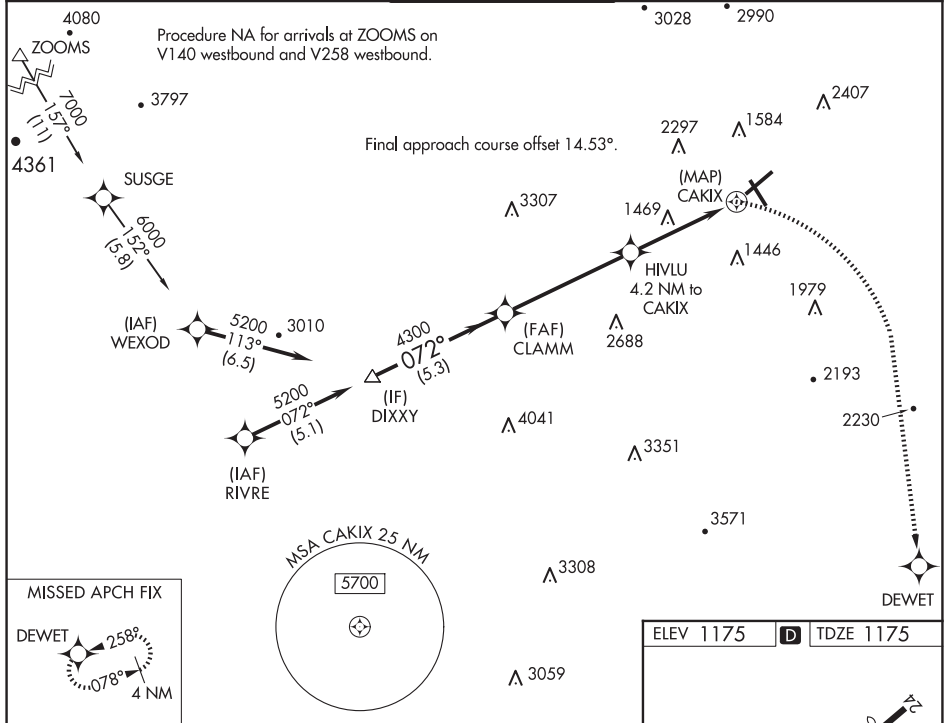 4080
ZOOMS
Procedure NA for arrivals at ZOOMS on
V140 westbound and V258 westbound.
3028
2990
7000
157°
(11)
3797
4361
2407
1584
2297
Final approach course offset 14.53°.
SUSGE
(MAP)
CAKIX
3307
1469
6000
152°
(5.8)
HIVLU
4.2 NM to
CAKIX
1446
1979
(IAF)
WEXOD
5200
113°
(6.5)
3010
4300
072°
(5.3)
(FAF)
CLAMM
2688
(IF)
DIXXY
2193
5200
072°
(5.1)
2230
4041
3351
(IAF)
RIVRE
3571
MSA CAKIX 25 NM
5700
3308
DEWET
MISSED APCH FIX
DEWET
258°
078°
4 NM
3059
ELEV 1175
D
TDZE 1175
24